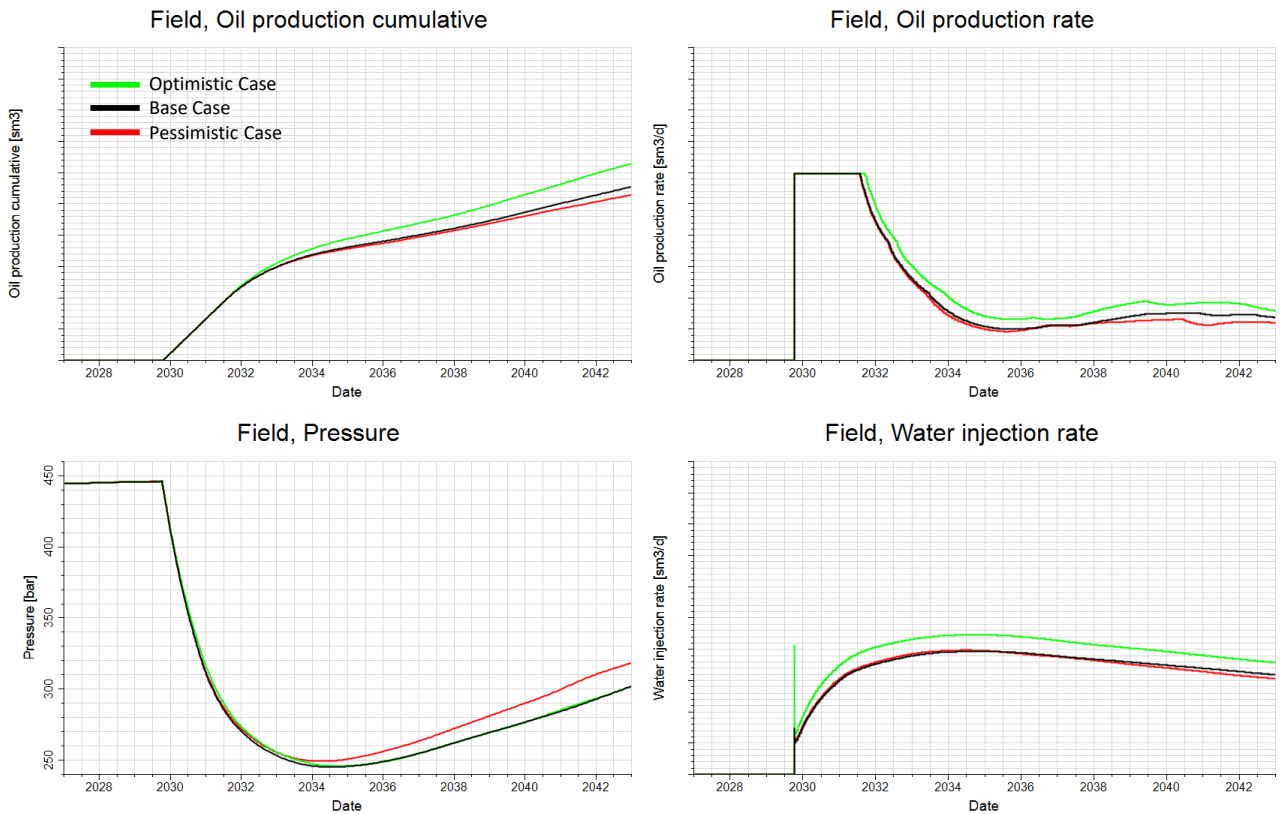 Field, Oil production cumulative
Oil production cumulative [sm3]
Optimistic Case
Base Case
Pessimistic Case
2028 2030 2032 2034 2036 2038 2040 2042
Date
Field, Oil production rate
Oil production rate [sm3/d]
2028 2030 2032 2034 2036 2038 2040 2042
Date
Field, Pressure
Pressure [bar]
450
400
350
300
250
2028 2030 2032 2034 2036 2038 2040 2042
Date
Field, Water injection rate
Water injection rate [sm3/d]
2028 2030 2032 2034 2036 2038 2040 2042
Date